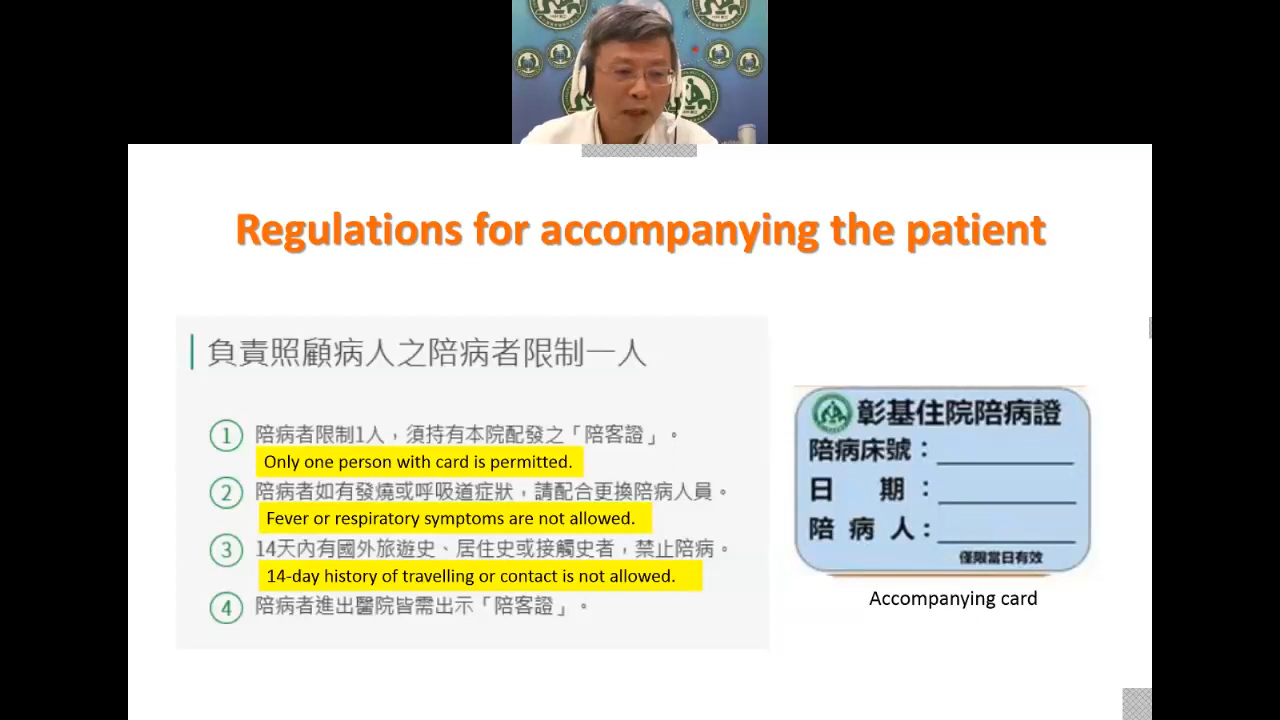 Regulations for accompanying the patient
負責照顧病人之陪病者限制一人
1 陪病者限制1人，須持有本院配發之「陪客證」。
Only one person with card is permitted.
2 陪病者如有發燒或呼吸道症狀，請配合更換陪病人員。
Fever or respiratory symptoms are not allowed.
3 14天內有國外旅遊史、居住史或接觸史者，禁止陪病。
14-day history of travelling or contact is not allowed.
4 陪病者進出醫院皆需出示「陪客證」。
彰基住院陪病證
陪病床號：
日 期：
陪 病 人：
僅限當日有效
Accompanying card